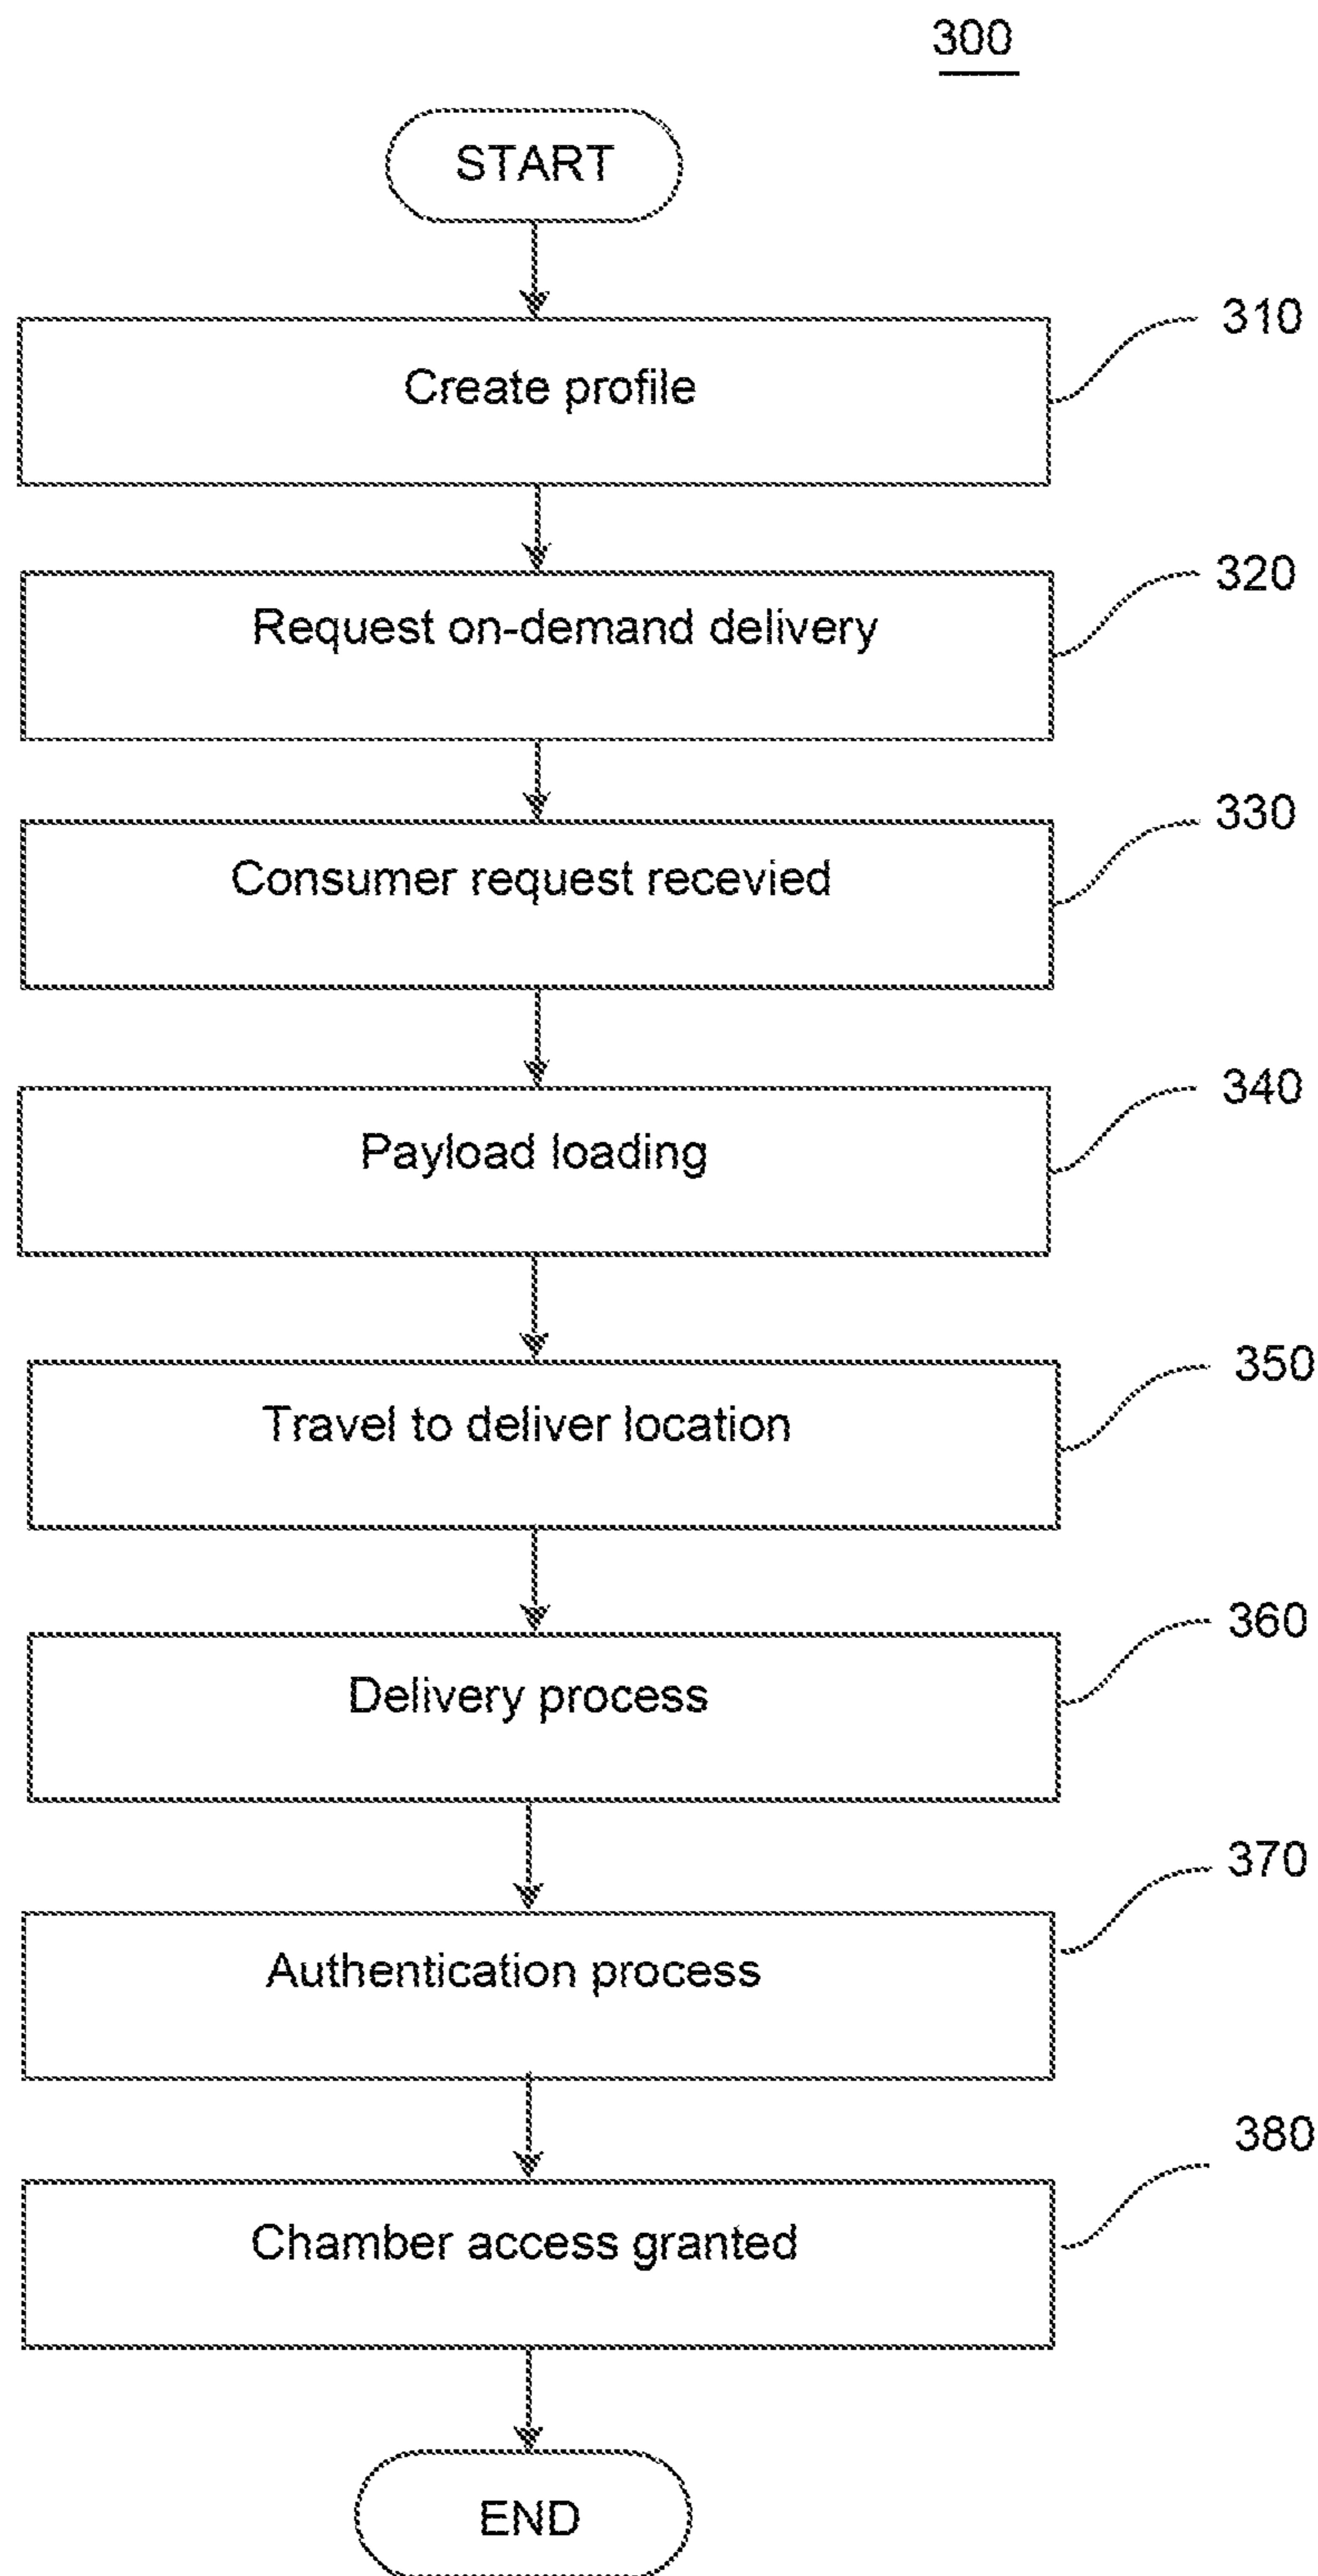 300
START
310
Create profile
320
Request on-demand delivery
330
Consumer request recevied
340
Payload loading
350
Travel to deliver location
360
Delivery process
370
Authentication process
380
Chamber access granted
END